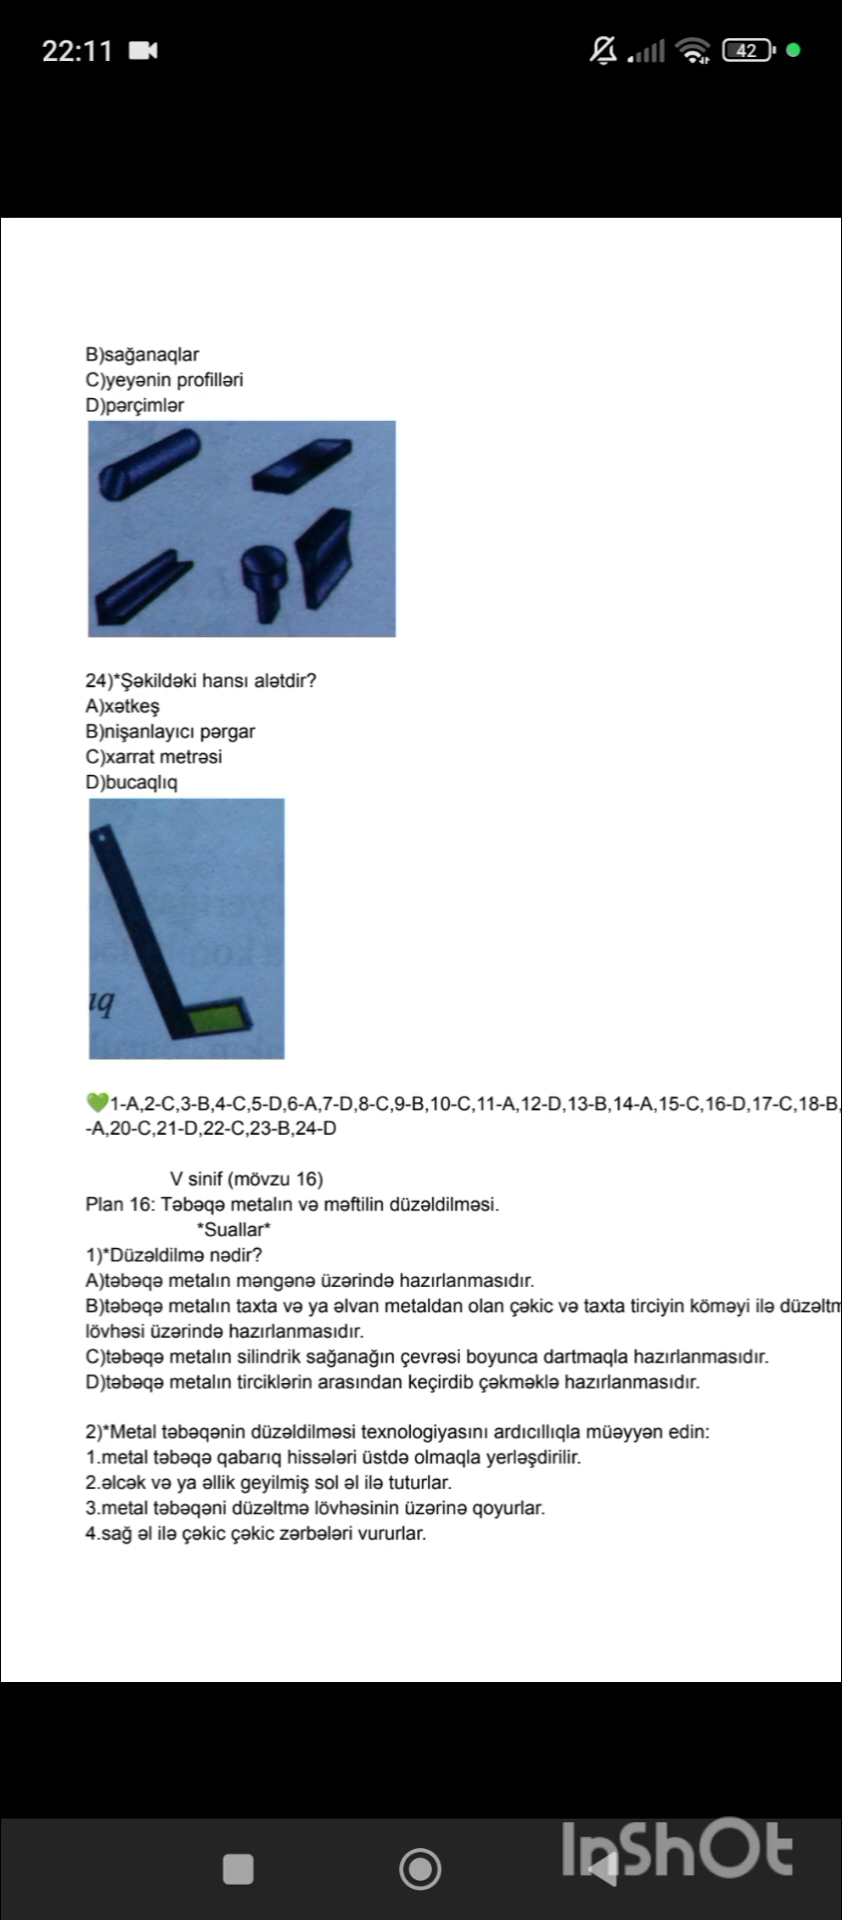 22:11
42
B)sağanaqlar
C)yeyənin profilləri
D)pərçimlər
24)*Şəkildəki hansı alətdir?
A)xətkeş
B)nişanlayıcı pərgar
C)xarrat metrəsi
D)bucaqlıq
ıq
💚1-A,2-C,3-B,4-C,5-D,6-A,7-D,8-C,9-B,10-C,11-A,12-D,13-B,14-A,15-C,16-D,17-C,18-B,
-A,20-C,21-D,22-C,23-B,24-D
V sinif (mövzu 16)
Plan 16: Təbəqə metalın və məftilin düzəldilməsi.
*Suallar*
1)*Düzəldilmə nədir?
A)təbəqə metalın məngənə üzərində hazırlanmasıdır.
B)təbəqə metalın taxta və ya əlvan metaldan olan çəkic və taxta tirciyin köməyi ilə düzəltm
lövhəsi üzərində hazırlanmasıdır.
C)təbəqə metalın silindrik sağanağın çevrəsi boyunca dartmaqla hazırlanmasıdır.
D)təbəqə metalın tirciklərin arasından keçirdib çəkməklə hazırlanmasıdır.
2)*Metal təbəqənin düzəldilməsi texnologiyasını ardıcıllıqla müəyyən edin:
1.metal təbəqə qabarıq hissələri üstdə olmaqla yerləşdirilir.
2.əlcək və ya əllik geyilmiş sol əl ilə tuturlar.
3.metal təbəqəni düzəltmə lövhəsinin üzərinə qoyurlar.
4.sağ əl ilə çəkic çəkic zərbələri vururlar.
InShOt